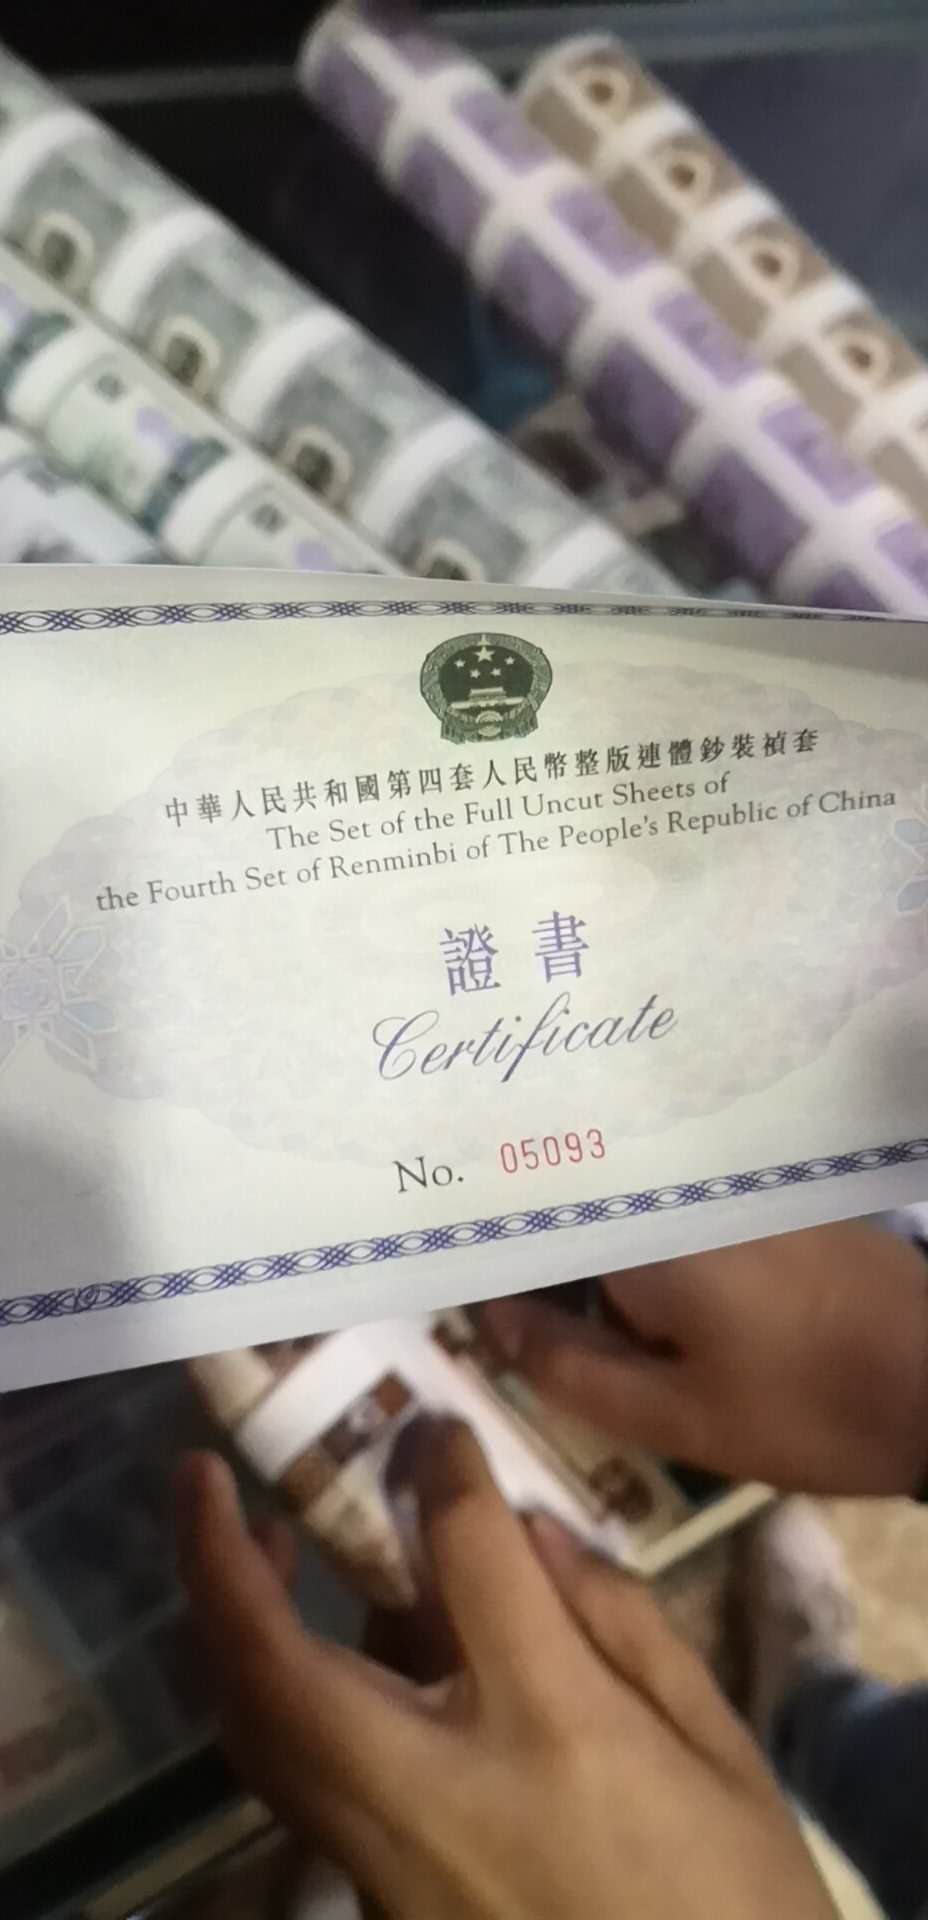 中華人民共和國第四套人民幣整版連體鈔裝禎套
The Set of the Full Uncut Sheets of
the Fourth Set of Renminbi of The People's Republic of China
證書
Certificate
No. 05093